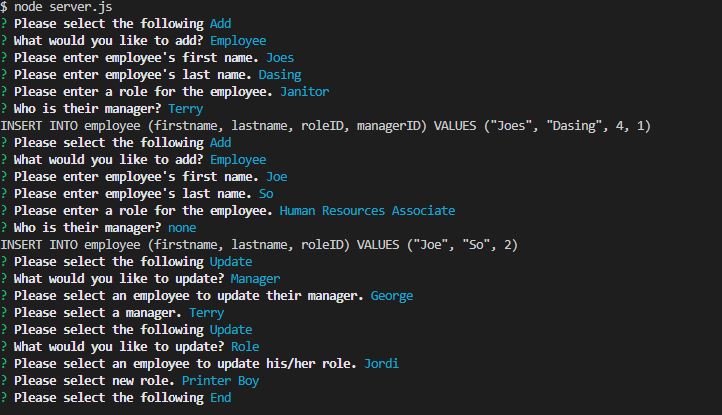 $ node server.js
? Please select the following Add
? What would you like to add? Employee
? Please enter employee's first name. Joes
? Please enter employee's last name. Dasing
? Please enter a role for the employee. Janitor
? Who is their manager? Terry
INSERT INTO employee (firstname, lastname, roleID, managerID) VALUES ("Joes", "Dasing", 4, 1)
? Please select the following Add
? What would you like to add? Employee
? Please enter employee's first name. Joe
? Please enter employee's last name. So
? Please enter a role for the employee. Human Resources Associate
? Who is their manager? none
INSERT INTO employee (firstname, lastname, roleID) VALUES ("Joe", "So", 2)
? Please select the following Update
? What would you like to update? Manager
? Please select an employee to update their manager. George
? Please select a manager. Terry
? Please select the following Update
? What would you like to update? Role
? Please select an employee to update his/her role. Jordi
? Please select new role. Printer Boy
? Please select the following End